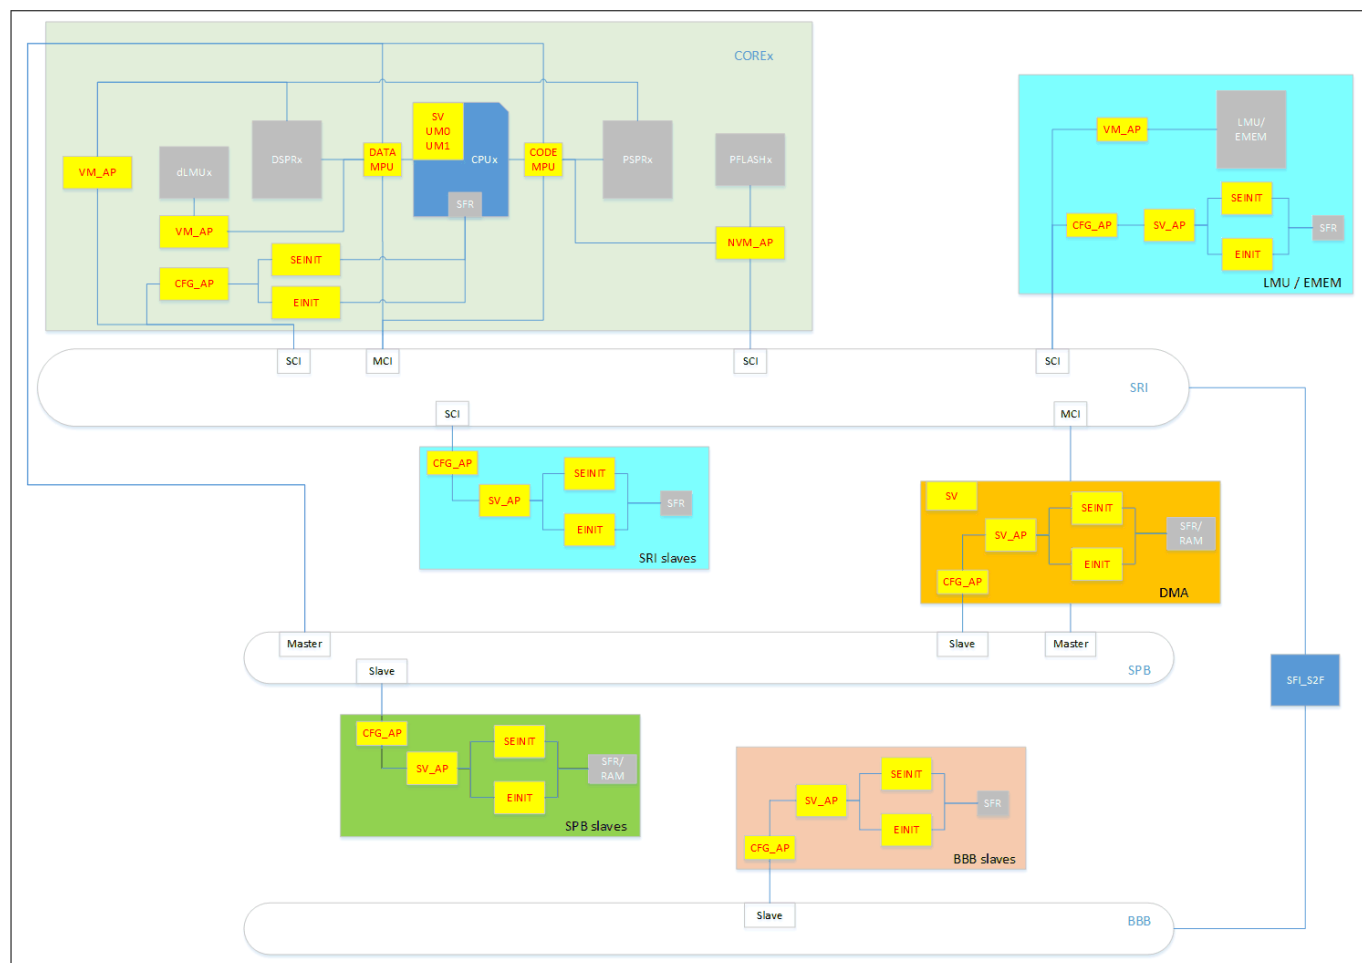 COREx
SV
UM0
UM1
CPUx
SFR
DATA
MPU
CODE
MPU
DSPRx
dLMUx
VM_AP
VM_AP
CFG_AP
SEINIT
EINIT
PSPRx
PFLASHx
NVM_AP
VM_AP
LMU/
EMEM
CFG_AP
SV_AP
SEINIT
EINIT
SFR
LMU / EMEM
SCI
MCI
SCI
SCI
SRI
SCI
MCI
CFG_AP
SV_AP
SEINIT
EINIT
SFR
SRI slaves
SV
SV_AP
CFG_AP
SEINIT
EINIT
SFR/
RAM
DMA
Master
Slave
Master
Slave
SPB
SFI_S2F
CFG_AP
SV_AP
SEINIT
EINIT
SFR/
RAM
SPB slaves
SV_AP
CFG_AP
SEINIT
EINIT
SFR
BBB slaves
Slave
BBB